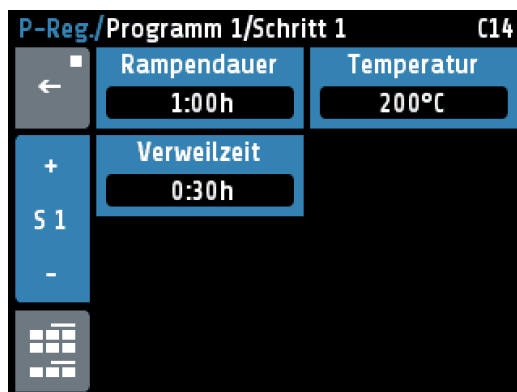 P-Reg./Programm 1/Schritt 1 C14
←
Rampendauer Temperatur
1:00h 200°C
+
Verweilzeit
0:30h
S 1
-